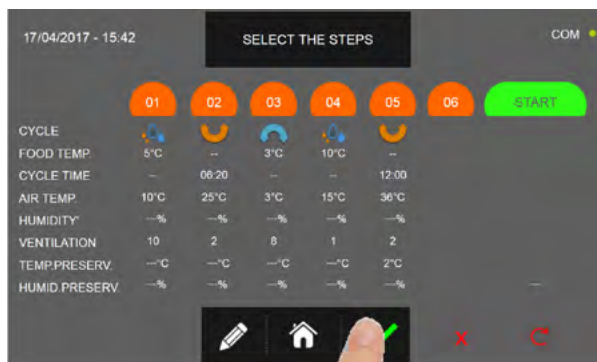 17/04/2017 - 15:42 SELECT THE STEPS COM
01 02 03 04 05 06 START
CYCLE
FOOD TEMP. 5°C -- 3°C 10°C --
CYCLE TIME -- 06:20 -- -- 12:00
AIR TEMP. 10°C 25°C 3°C 15°C 36°C
HUMIDITY' ---% ---% ---% ---% ---%
VENTILATION 10 2 8 1 2
TEMP.PRESERV. ---°C ---°C ---°C ---°C 2°C
HUMID.PRESERV. ---% ---% ---% ---% ---% ---
X